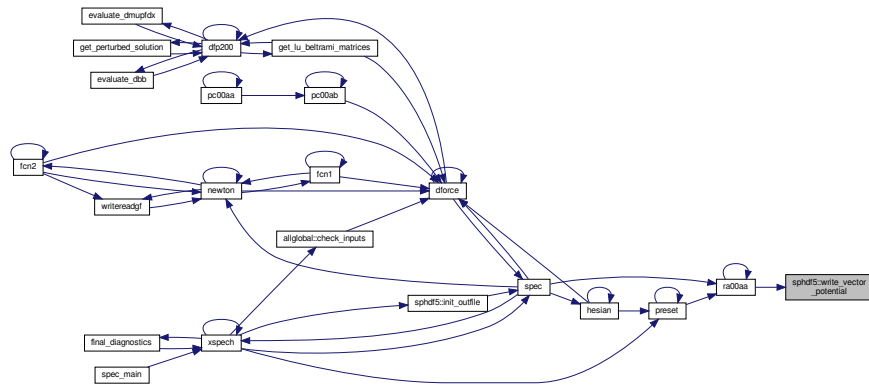 evaluate_dmupfdx
get_perturbed_solution
dfp200
get_lu_beltrami_matrices
evaluate_dbb
pc00aa
pc00ab
fcn2
fcn1
newton
dforce
writereadgf
allglobal::check_inputs
sphdf5::write_vector
_potential
ra00aa
spec
sphdf5::init_outfile
hesian
preset
final_diagnostics
xspech
spec_main